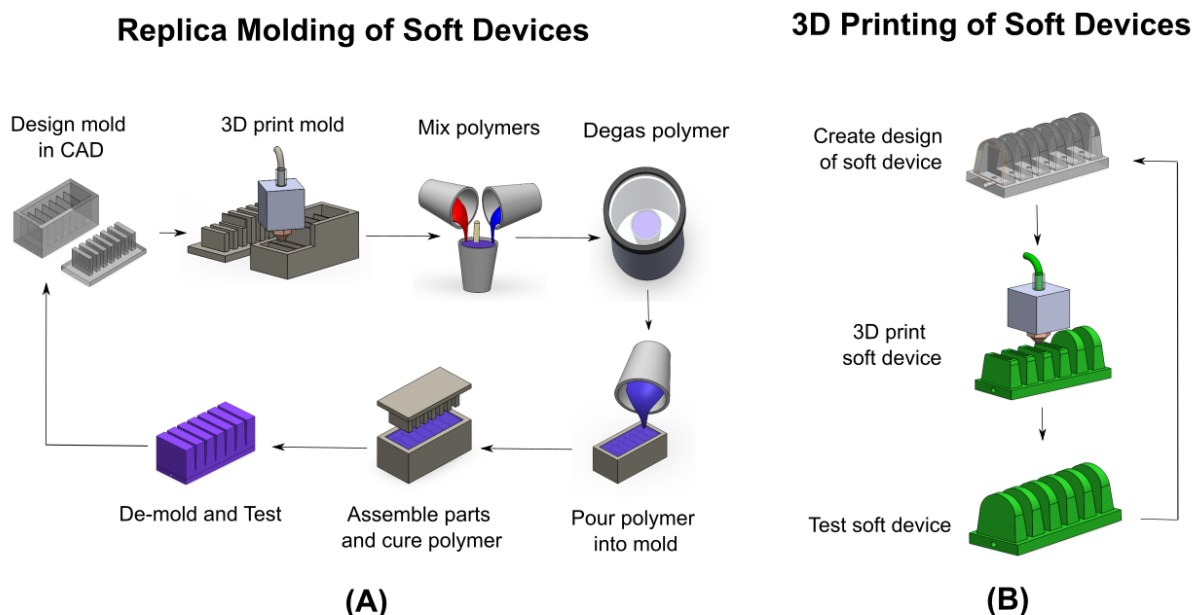 Replica Molding of Soft Devices
3D Printing of Soft Devices
Design mold
in CAD
3D print mold
Mix polymers
Degas polymer
De-mold and Test
Assemble parts
and cure polymer
Pour polymer
into mold
(A)
Create design
of soft device
3D print
soft device
Test soft device
(B)